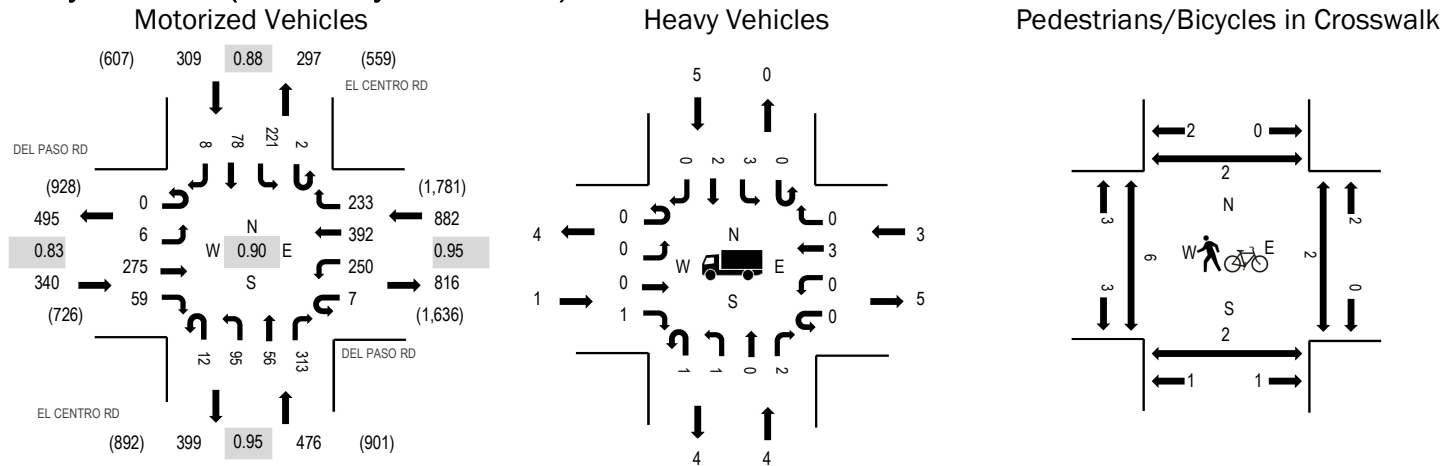 Motorized Vehicles
Heavy Vehicles
Pedestrians/Bicycles in Crosswalk
(607) 309 0.88 297 (559)
EL CENTRO RD
8 78 221 2
DEL PASO RD
(928)
495
0.83
340
(726)
0
6
275
59
N
W 0.90 E
S
233
392
250
7
(1,781)
882
0.95
816
(1,636)
12 95 56 313
DEL PASO RD
EL CENTRO RD
(892) 399 0.95 476 (901)
5 0
0 2 3 0
0
0
0
1
4
1
N
W E
S
0
3
0
0
3
5
1 1 0 2
4 4
2 0
2
N
W E
S
3
3
6
2
2
0
2
1 1